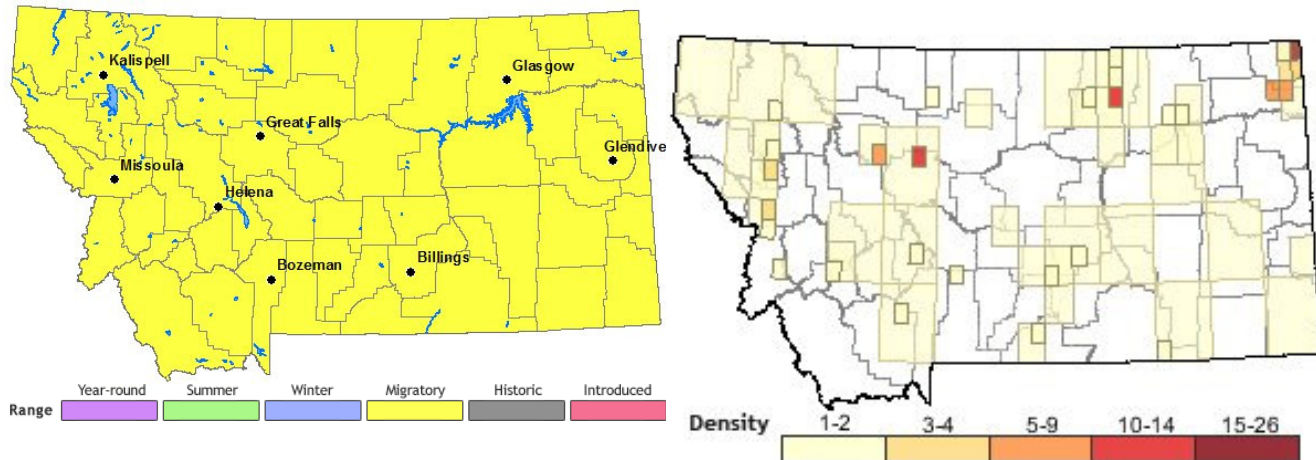 Kalispell
Glasgow
Great Falls
Glendive
Missoula
Helena
Bozeman
Billings
Year-round Summer Winter Migratory Historic Introduced
Range
Density 1-2 3-4 5-9 10-14 15-26